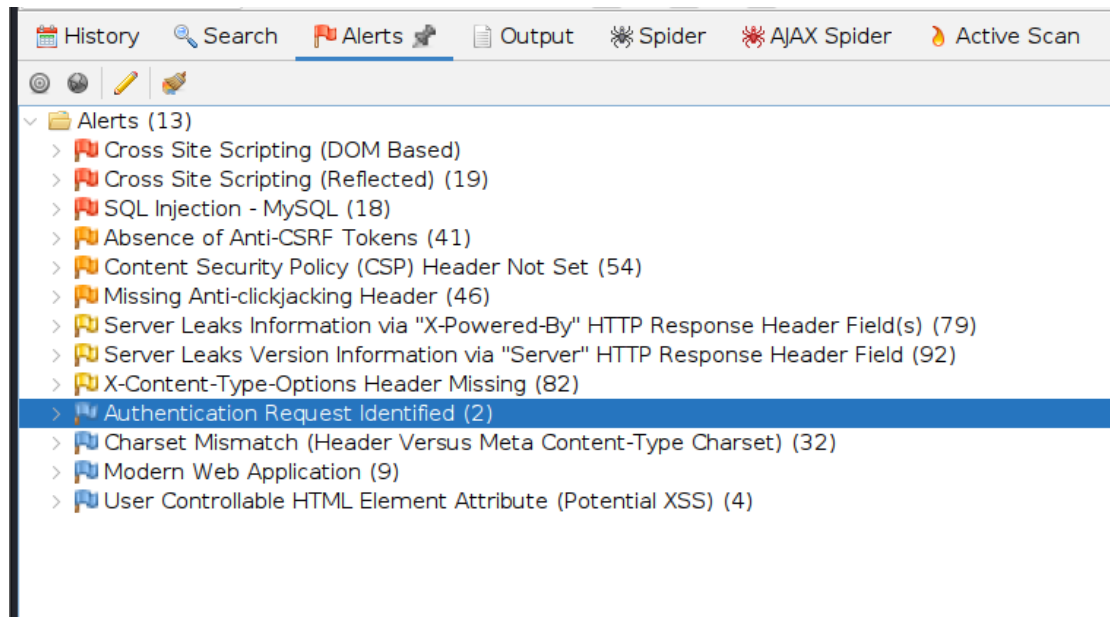 History Search Alerts Output Spider AJAX Spider Active Scan
Alerts (13)
Cross Site Scripting (DOM Based)
Cross Site Scripting (Reflected) (19)
SQL Injection - MySQL (18)
Absence of Anti-CSRF Tokens (41)
Content Security Policy (CSP) Header Not Set (54)
Missing Anti-clickjacking Header (46)
Server Leaks Information via "X-Powered-By" HTTP Response Header Field(s) (79)
Server Leaks Version Information via "Server" HTTP Response Header Field (92)
X-Content-Type-Options Header Missing (82)
Authentication Request Identified (2)
Charset Mismatch (Header Versus Meta Content-Type Charset) (32)
Modern Web Application (9)
User Controllable HTML Element Attribute (Potential XSS) (4)